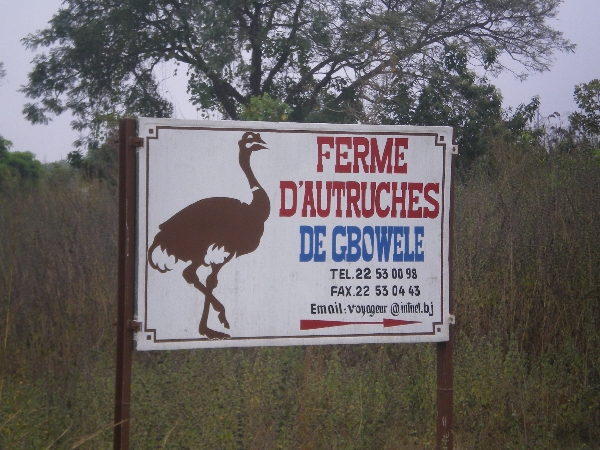 FERME
D'AUTRUCHES
DE GBOWELE
TEL.22 53 00 98
FAX.22 53 04 43
Email:voyageur@intnet.bj